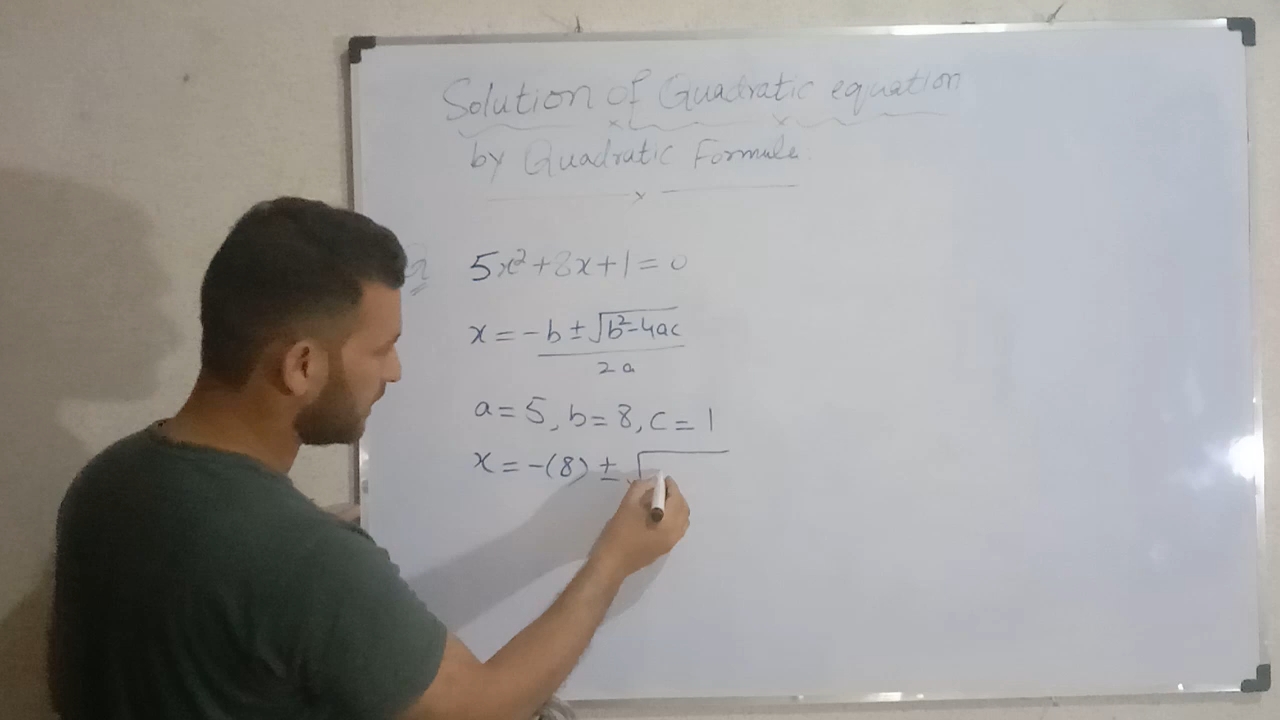 Solution of Quadratic equation
by Quadratic Formula.
Q 5x²+8x+1=0
x = -b ± √b²-4ac
2a
a=5, b=8, c=1
x = -(8) ± √